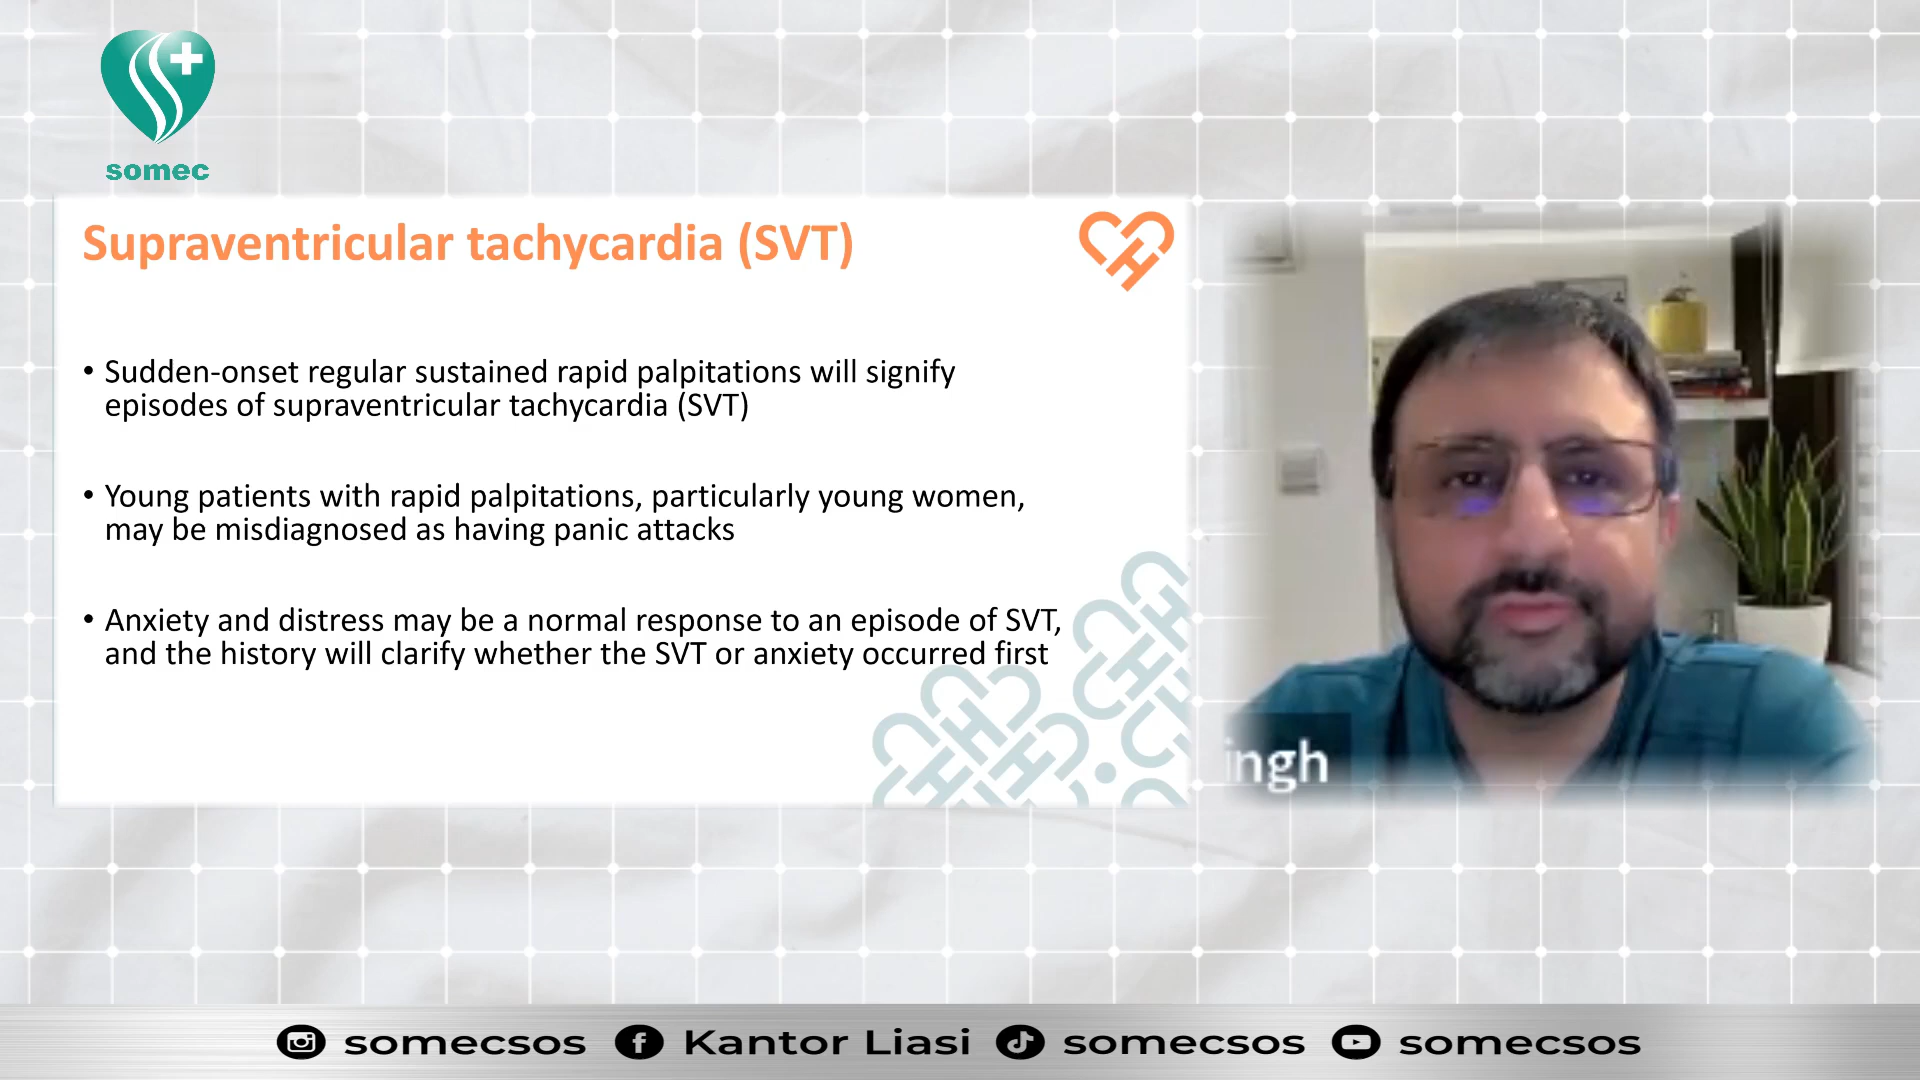 somec
Supraventricular tachycardia (SVT)
• Sudden-onset regular sustained rapid palpitations will signify
episodes of supraventricular tachycardia (SVT)
• Young patients with rapid palpitations, particularly young women,
may be misdiagnosed as having panic attacks
• Anxiety and distress may be a normal response to an episode of SVT,
and the history will clarify whether the SVT or anxiety occurred first
ingh
somecsos Kantor Liasi somecsos somecsos